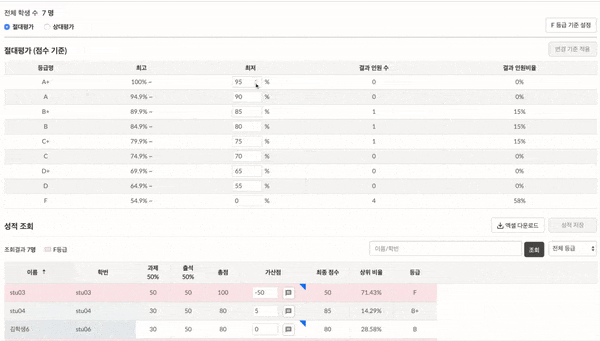 전체 학생 수 7 명
절대평가 상대평가 F 등급 기준 설정
절대평가 (점수 기준) 변경 기준 적용
등급명 최고 최저 결과 인원 수 결과 인원비율
A+ 100% ~ 95 % 0 0%
A 94.9% ~ 90 % 0 0%
B+ 89.9% ~ 85 % 1 15%
B 84.9% ~ 80 % 1 15%
C+ 79.9% ~ 75 % 1 15%
C 74.9% ~ 70 % 0 0%
D+ 69.9% ~ 65 % 0 0%
D 64.9% ~ 55 % 0 0%
F 54.9% ~ 0 % 4 58%
성적 조회 엑셀 다운로드 성적 저장
조회결과 7명 F등급 이름/학번 조회 전체 등급
이름 ↑ 학번 과제 50% 출석 50% 총점 가산점 최종 점수 상위 비율 등급
stu03 stu03 50 50 100 -50 50 71.43% F
stu04 stu04 30 50 80 5 85 14.29% B+
김학생6 stu06 30 50 80 0 80 28.58% B